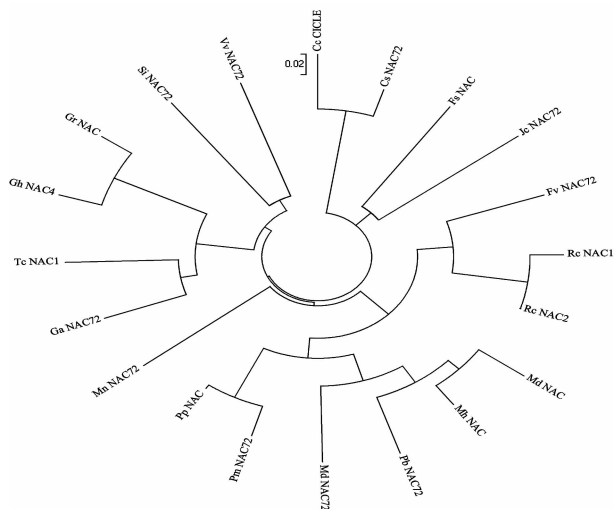 Cc CICLE
0.02
Cs NAC72
Fs NAC
Jc NAC72
Fv NAC72
Rc NAC1
Rc NAC2
Md NAC
Mh NAC
Pb NAC72
Md NAC72
Pm NAC72
Pp NAC
Mn NAC72
Ga NAC72
Tc NAC1
Gh NAC4
Gr NAC
Si NAC72
Vv NAC72